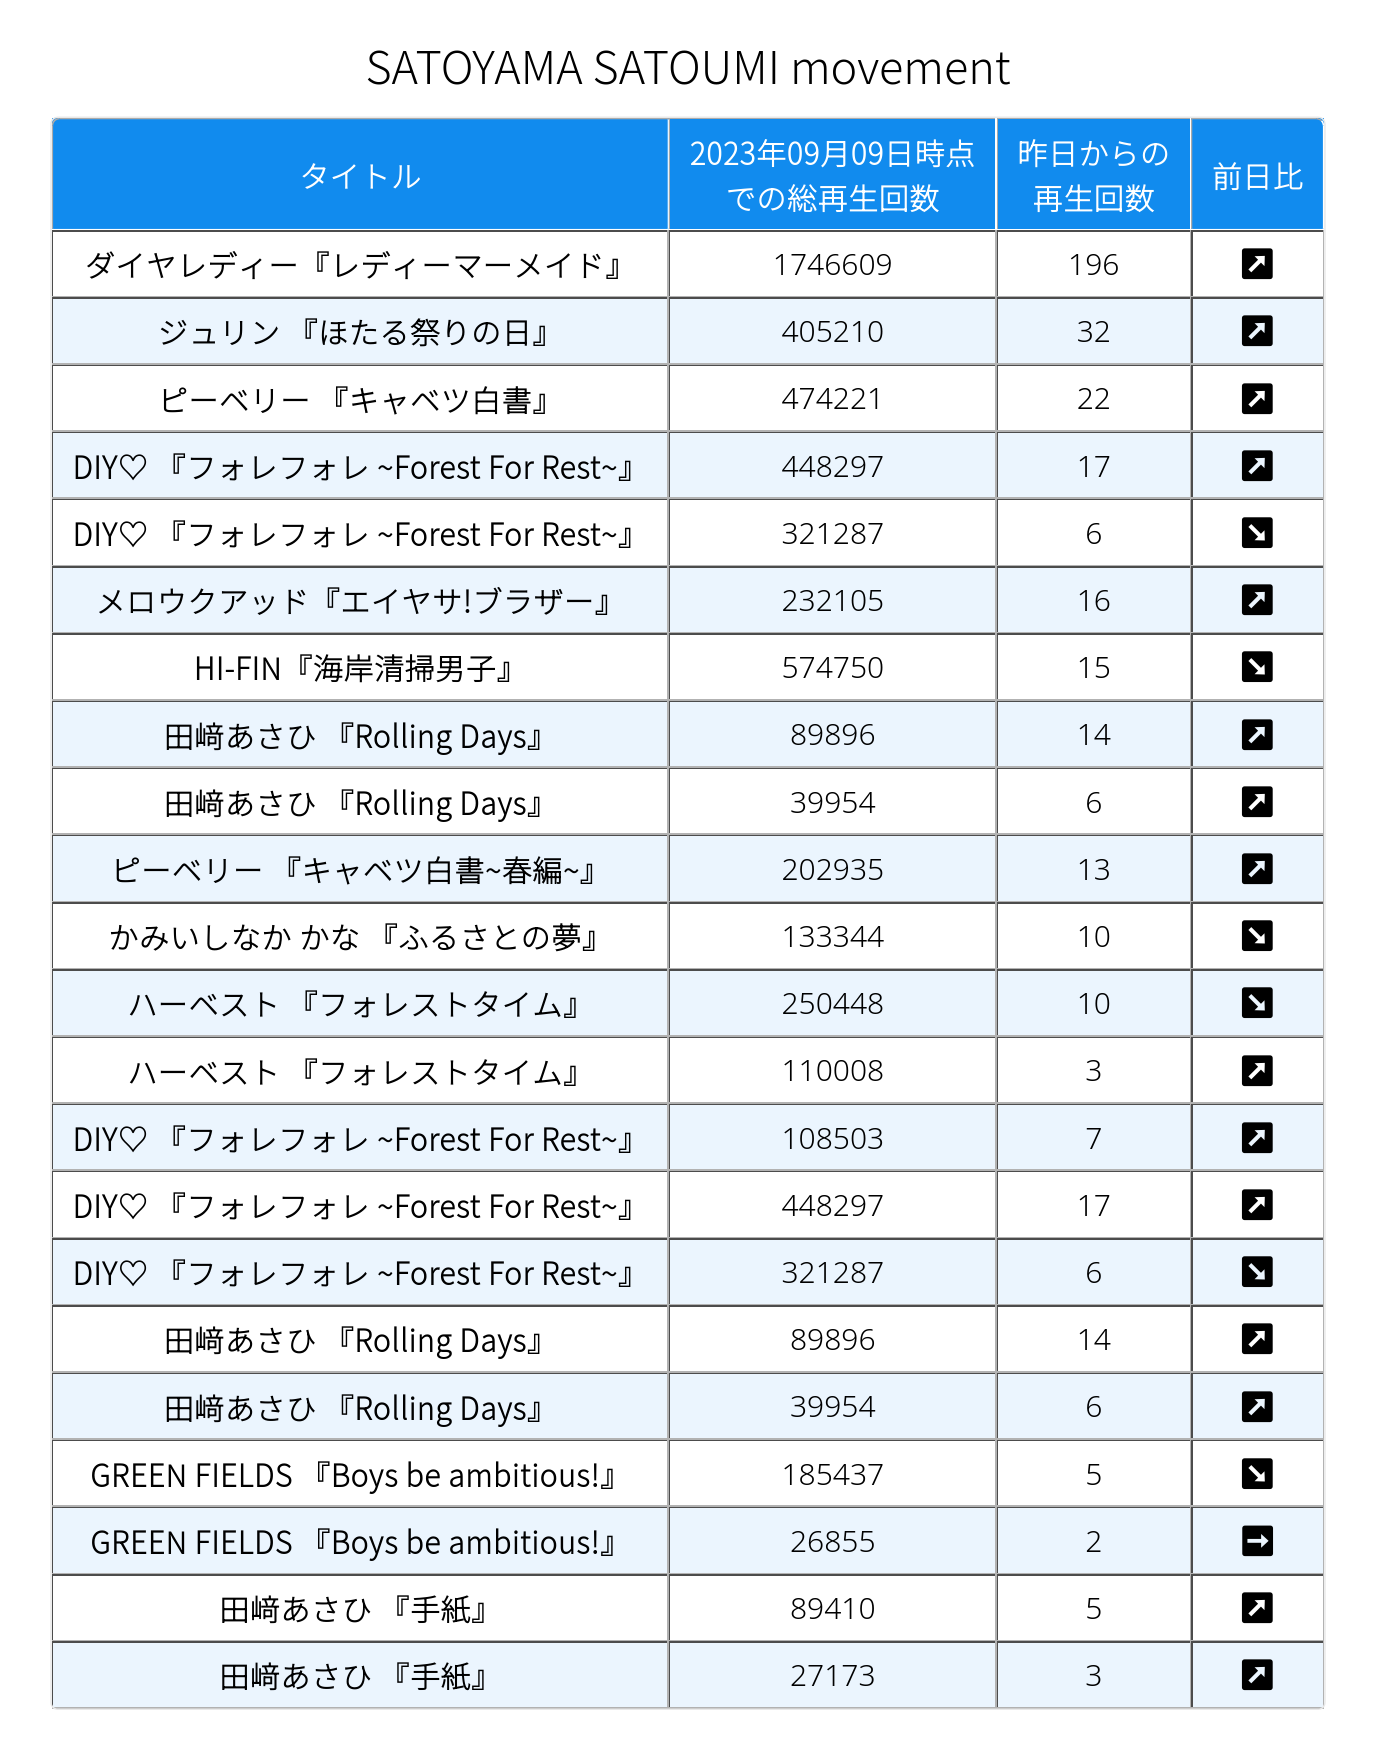 SATOYAMA SATOUMI movement
タイトル 2023年09月09日時点での総再生回数 昨日からの再生回数 前日比
ダイヤレディー『レディーマーメイド』 1746609 196 ↗
ジュリン 『ほたる祭りの日』 405210 32 ↗
ピーベリー 『キャベツ白書』 474221 22 ↗
DIY♡ 『フォレフォレ ~Forest For Rest~』 448297 17 ↗
DIY♡ 『フォレフォレ ~Forest For Rest~』 321287 6 ↘
メロウクアッド『エイヤサ!ブラザー』 232105 16 ↗
HI-FIN『海岸清掃男子』 574750 15 ↘
田﨑あさひ 『Rolling Days』 89896 14 ↗
田﨑あさひ 『Rolling Days』 39954 6 ↗
ピーベリー 『キャベツ白書~春編~』 202935 13 ↗
かみいしなか かな 『ふるさとの夢』 133344 10 ↘
ハーベスト 『フォレストタイム』 250448 10 ↘
ハーベスト 『フォレストタイム』 110008 3 ↗
DIY♡ 『フォレフォレ ~Forest For Rest~』 108503 7 ↗
DIY♡ 『フォレフォレ ~Forest For Rest~』 448297 17 ↗
DIY♡ 『フォレフォレ ~Forest For Rest~』 321287 6 ↘
田﨑あさひ 『Rolling Days』 89896 14 ↗
田﨑あさひ 『Rolling Days』 39954 6 ↗
GREEN FIELDS 『Boys be ambitious!』 185437 5 ↘
GREEN FIELDS 『Boys be ambitious!』 26855 2 →
田﨑あさひ 『手紙』 89410 5 ↗
田﨑あさひ 『手紙』 27173 3 ↗